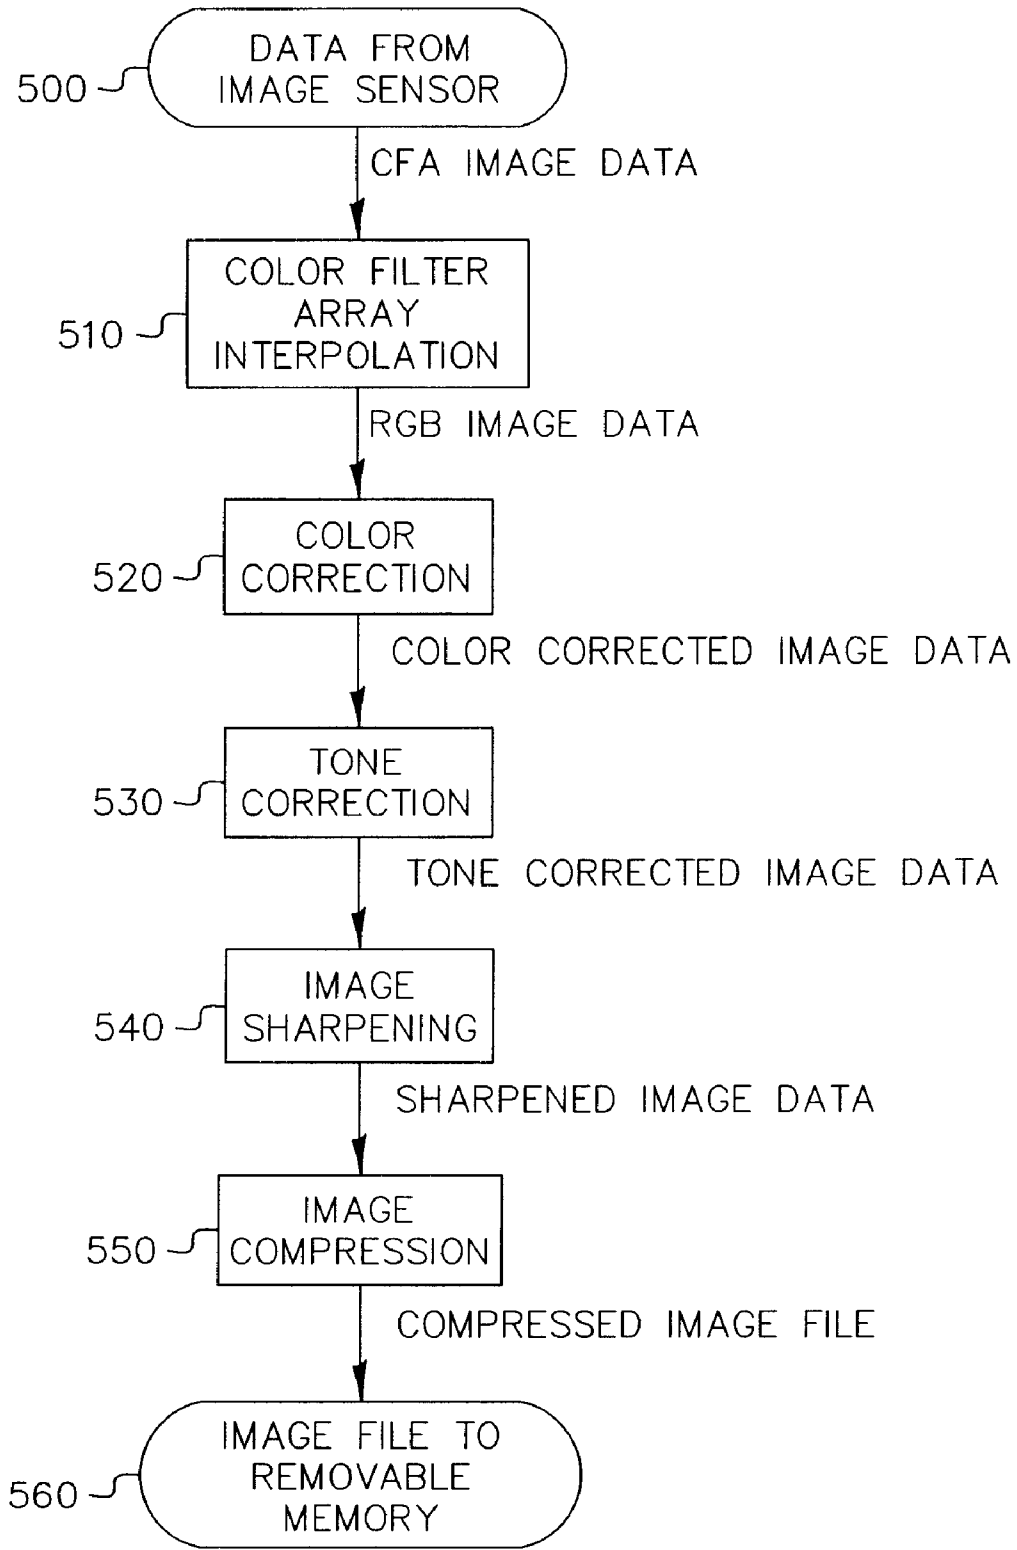 DATA FROM
IMAGE SENSOR
500
CFA IMAGE DATA
COLOR FILTER
ARRAY
INTERPOLATION
510
RGB IMAGE DATA
COLOR
CORRECTION
520
COLOR CORRECTED IMAGE DATA
TONE
CORRECTION
530
TONE CORRECTED IMAGE DATA
IMAGE
SHARPENING
540
SHARPENED IMAGE DATA
IMAGE
COMPRESSION
550
COMPRESSED IMAGE FILE
IMAGE FILE TO
REMOVABLE
MEMORY
560